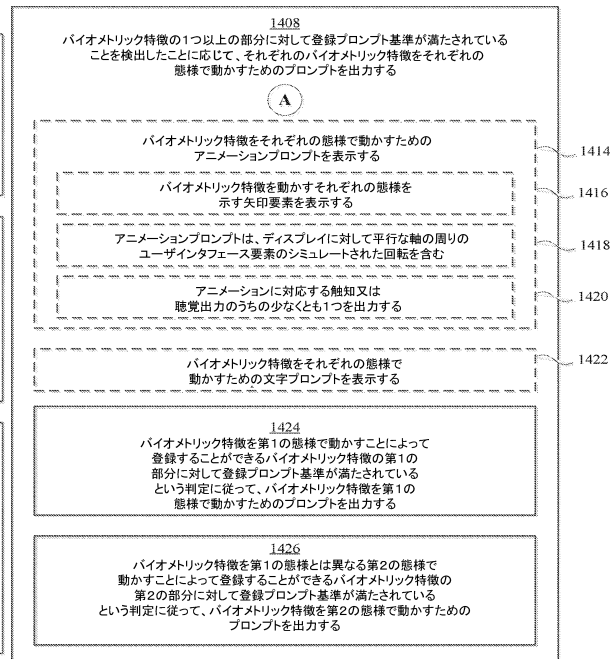 1408
バイオメトリック特徴の1つ以上の部分に対して登録プロンプト基準が満たされている
ことを検出したことに応じて、それぞれのバイオメトリック特徴をそれぞれの
態様で動かすためのプロンプトを出力する
A
バイオメトリック特徴をそれぞれの態様で動かすための
アニメーションプロンプトを表示する
1414
バイオメトリック特徴を動かすそれぞれの態様を
示す矢印要素を表示する
1416
アニメーションプロンプトは、ディスプレイに対して平行な軸の周りの
ユーザインタフェース要素のシミュレートされた回転を含む
1418
アニメーションに対応する触知又は
聴覚出力のうちの少なくとも1つを出力する
1420
バイオメトリック特徴をそれぞれの態様で
動かすための文字プロンプトを表示する
1422
1424
バイオメトリック特徴を第1の態様で動かすことによって
登録することができるバイオメトリック特徴の第1の
部分に対して登録プロンプト基準が満たされている
という判定に従って、バイオメトリック特徴を第1の
態様で動かすためのプロンプトを出力する
1426
バイオメトリック特徴を第1の態様とは異なる第2の態様で
動かすことによって登録することができるバイオメトリック特徴の
第2の部分に対して登録プロンプト基準が満たされている
という判定に従って、バイオメトリック特徴を第2の態様で動かすための
プロンプトを出力する